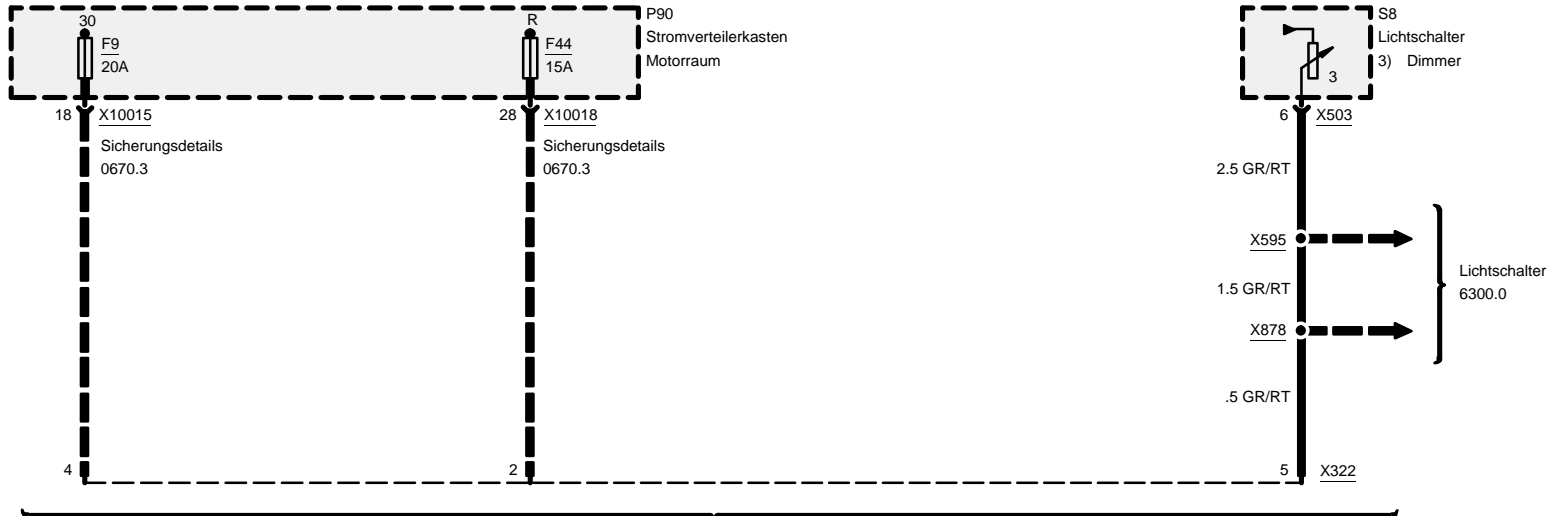 30
F9
20A
R
F44
15A
P90
Stromverteilerkasten
Motorraum
S8
Lichtschalter
3) Dimmer
3
18 X10015
Sicherungsdetails
0670.3
28 X10018
Sicherungsdetails
0670.3
6 X503
2.5 GR/RT
X595
1.5 GR/RT
X878
Lichtschalter
6300.0
.5 GR/RT
4
2
5 X322